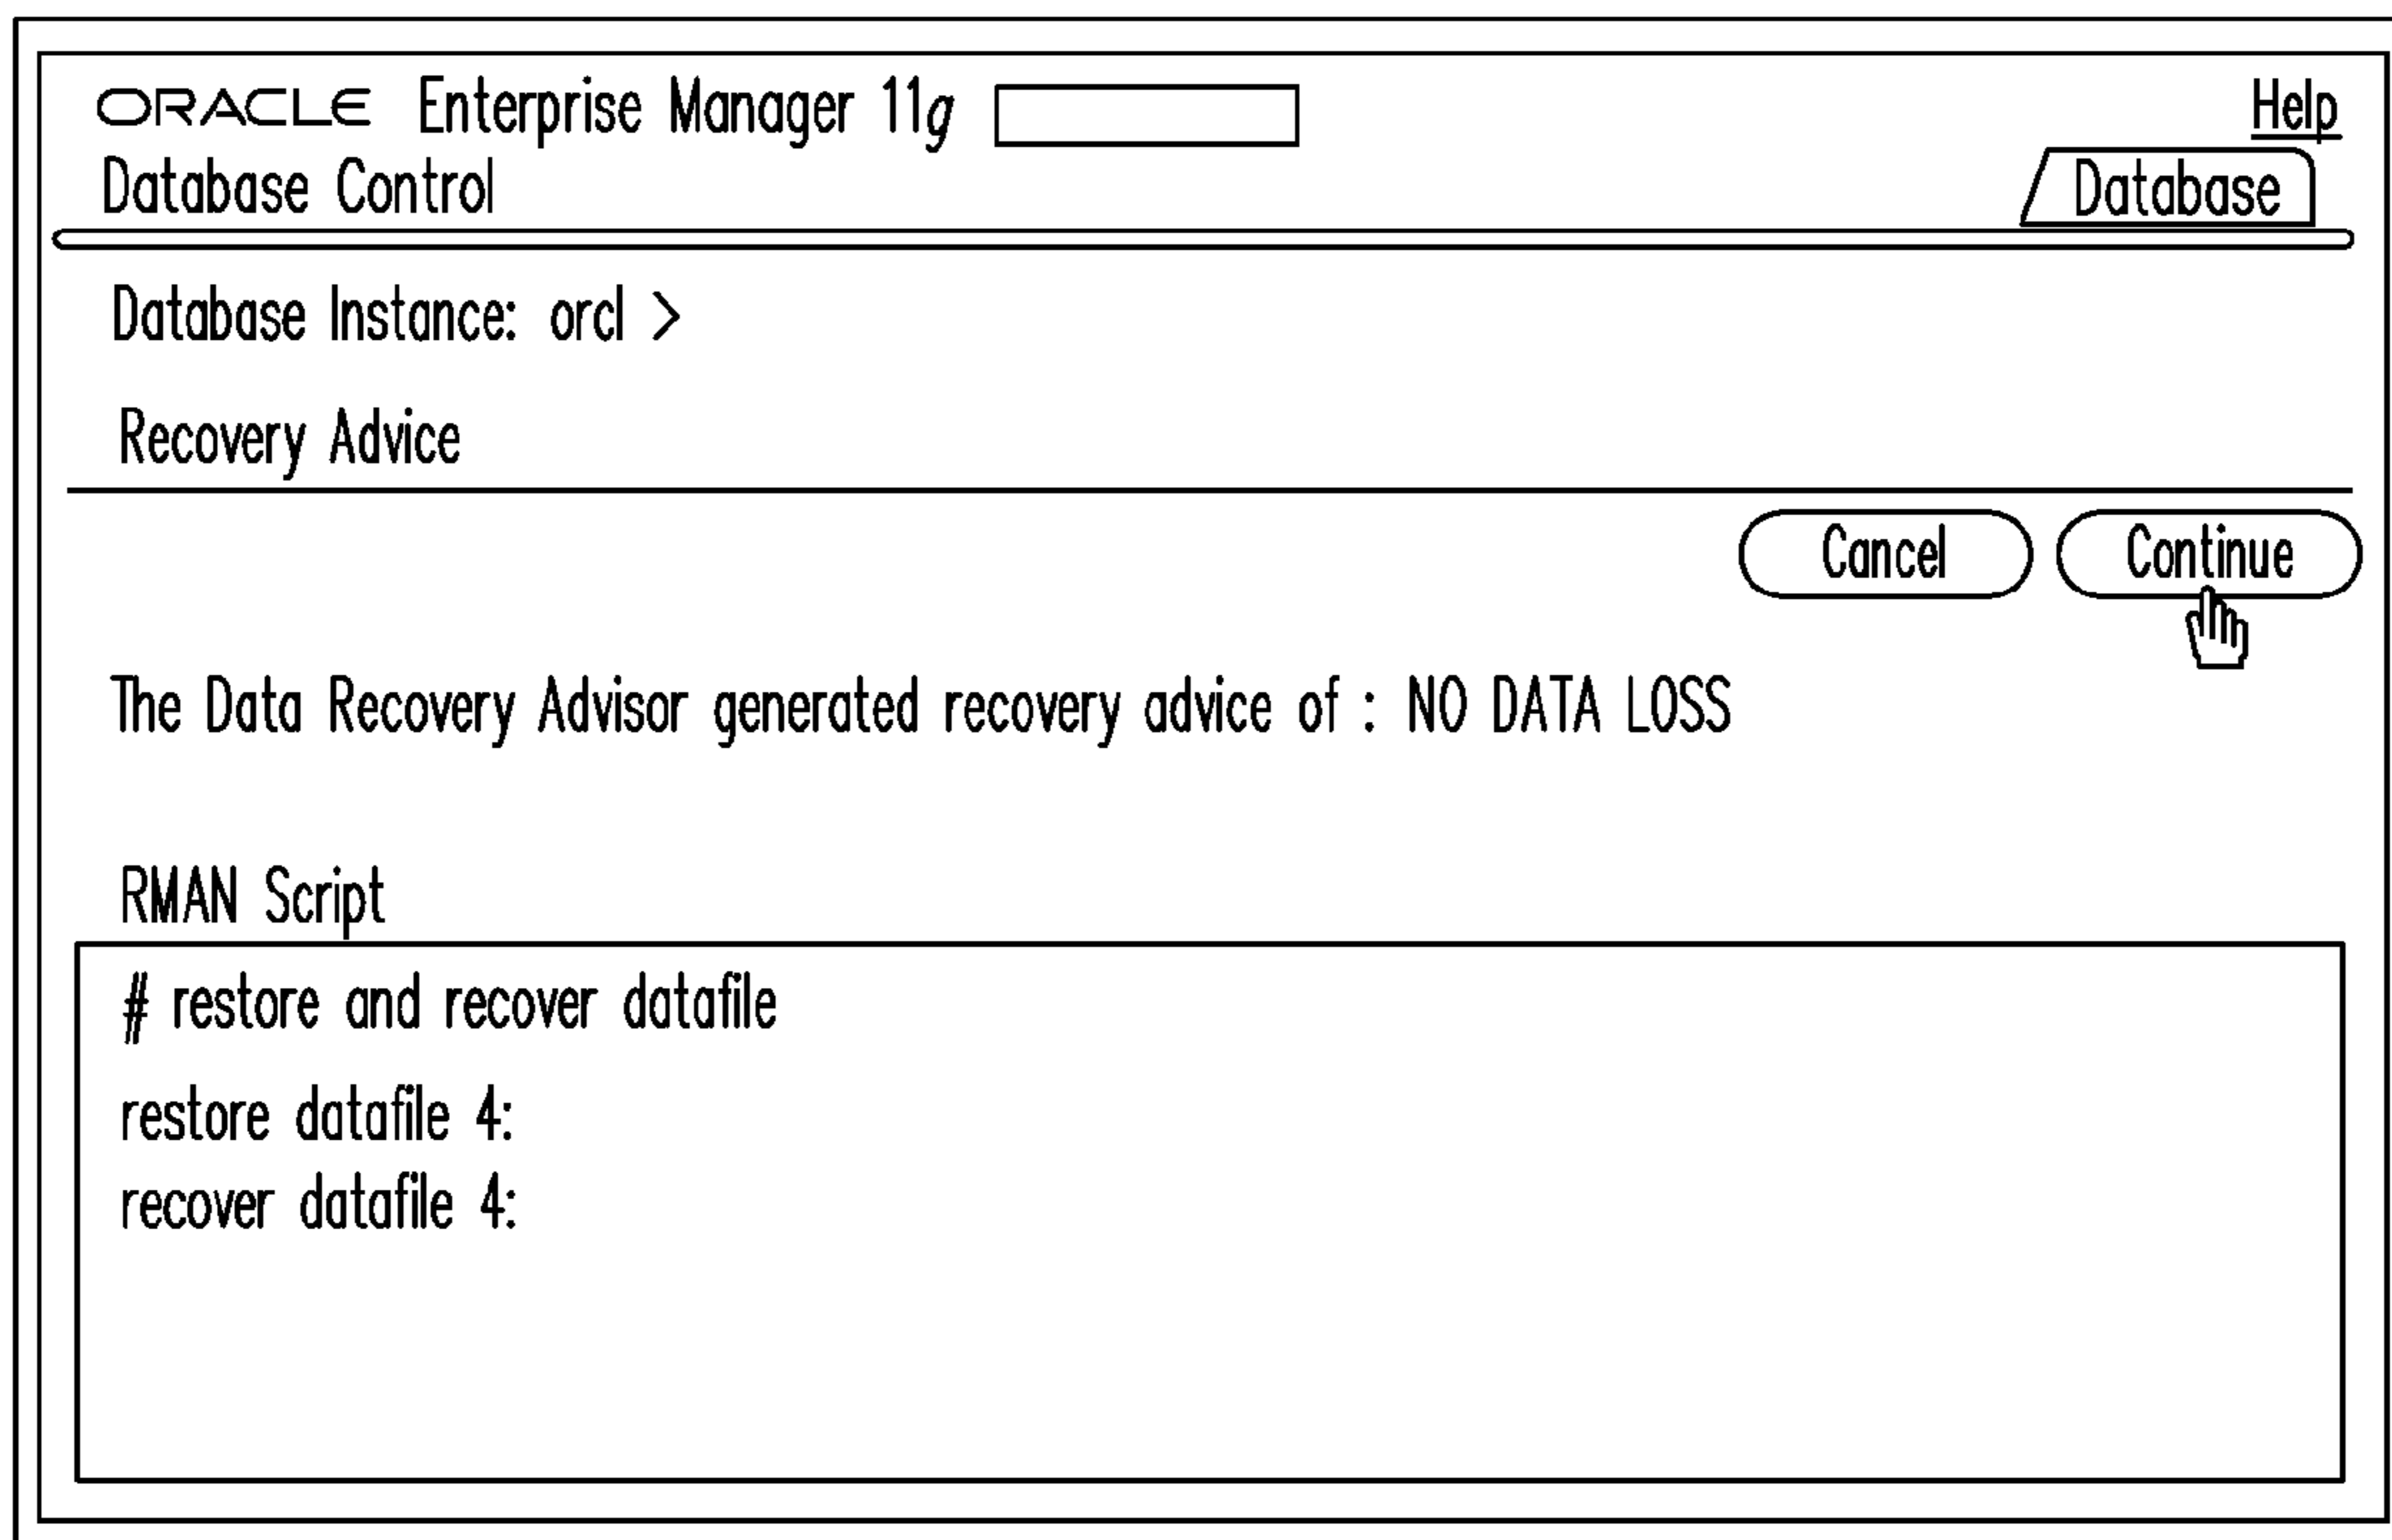 ORACLE Enterprise Manager 11g
Help
Database Control
Database
Database Instance: orcl >
Recovery Advice
Cancel
Continue
The Data Recovery Advisor generated recovery advice of : NO DATA LOSS
RMAN Script
# restore and recover datafile
restore datafile 4:
recover datafile 4: